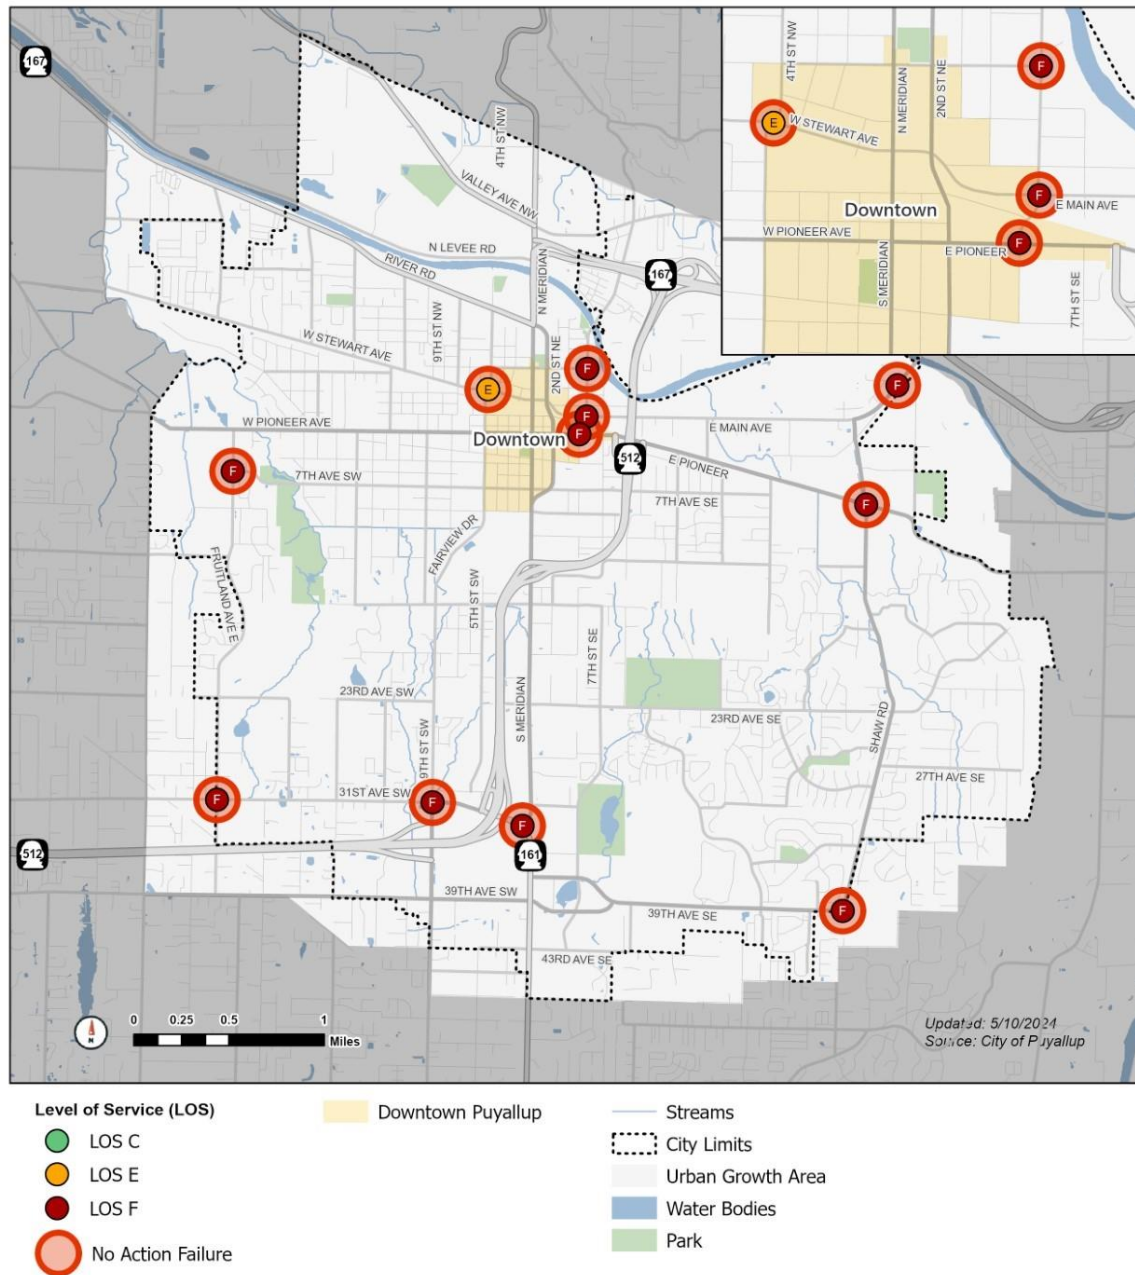 167
4TH ST NW
VALLEY AVE NW
N LEVEE RD
RIVER RD
N MERIDIAN
167
W STEWART AVE
9TH ST NW
2ND ST NE
F
E
F
F
F
W PIONEER AVE
Downtown
E MAIN AVE
F
7TH AVE SW
512
E PIONEER
7TH AVE SE
F
FAIRVIEW DR
FRUITLAND AVE E
5TH ST SW
7TH ST SE
23RD AVE SW
S MERIDIAN
23RD AVE SE
SHAW RD
9TH ST SW
27TH AVE SE
F
31ST AVE SW
F
F
512
161
39TH AVE SW
39TH AVE SE
F
43RD AVE SE
4TH ST NW
N MERIDIAN
2ND ST NE
F
E
W STEWART AVE
F
E MAIN AVE
Downtown
W PIONEER AVE
E PIONEER
F
S MERIDIAN
7TH ST SE
N
0 0.25 0.5 1
Miles
Updated: 5/10/2024
Source: City of Puyallup
Level of Service (LOS)
LOS C
LOS E
LOS F
No Action Failure
Downtown Puyallup
Streams
City Limits
Urban Growth Area
Water Bodies
Park